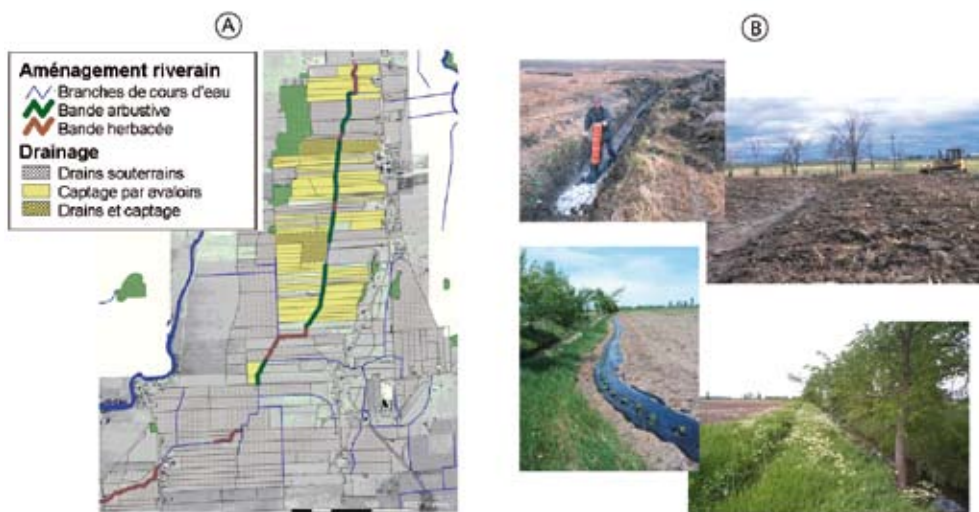 A
B
Aménagement riverain
Branches de cours d'eau
Bande arbustive
Bande herbacée
Drainage
Drains souterrains
Captage par avaloirs
Drains et captage